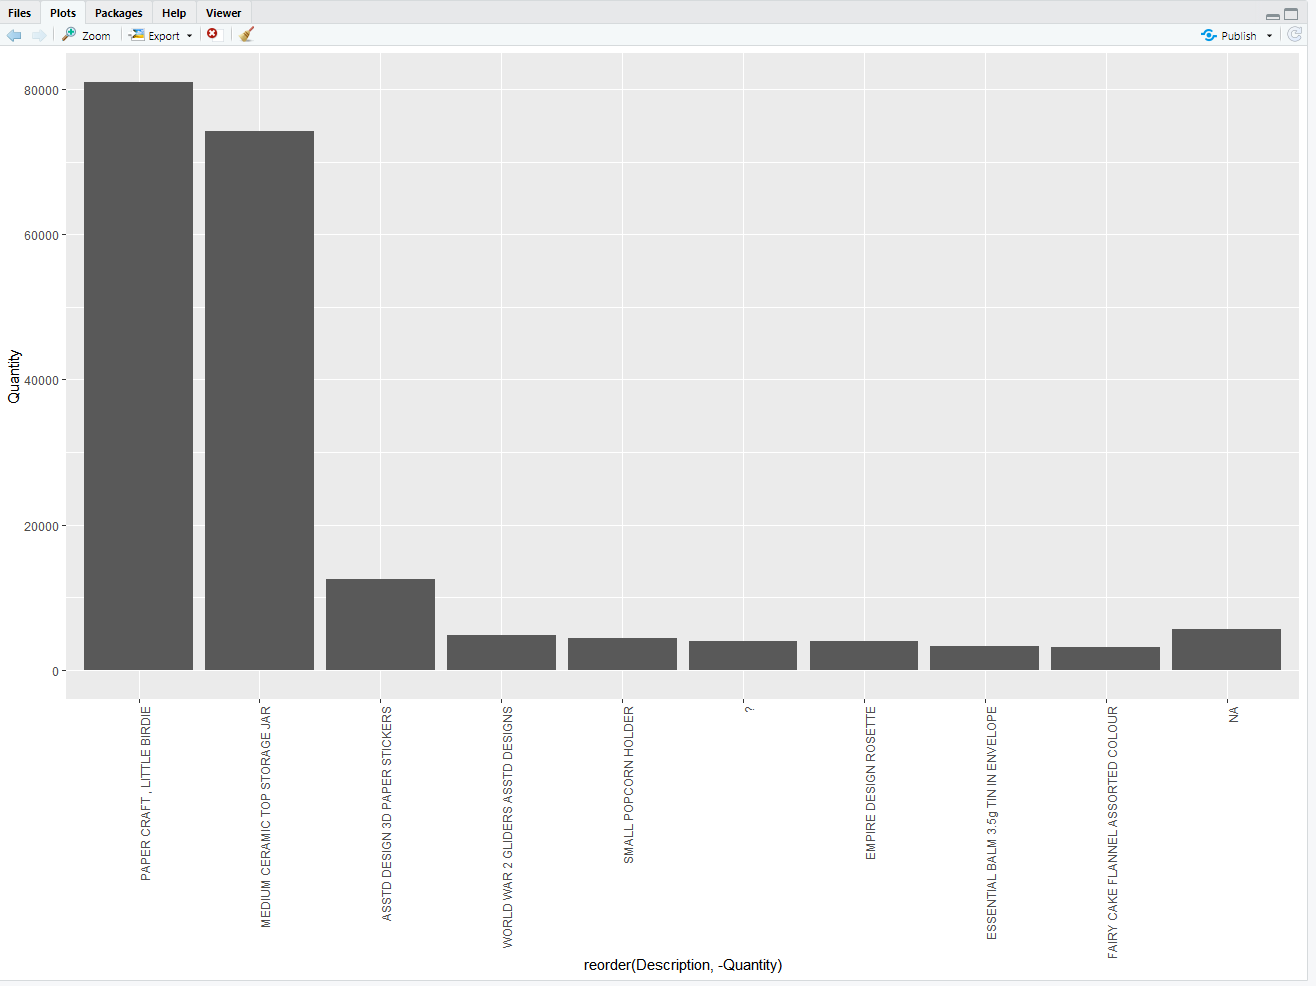 Files Plots Packages Help Viewer
Zoom Export Publish
80000
60000
40000
20000
0
Quantity
PAPER CRAFT , LITTLE BIRDIE
MEDIUM CERAMIC TOP STORAGE JAR
ASSTD DESIGN 3D PAPER STICKERS
WORLD WAR 2 GLIDERS ASSTD DESIGNS
SMALL POPCORN HOLDER
?
EMPIRE DESIGN ROSETTE
ESSENTIAL BALM 3.5g TIN IN ENVELOPE
FAIRY CAKE FLANNEL ASSORTED COLOUR
NA
reorder(Description, -Quantity)